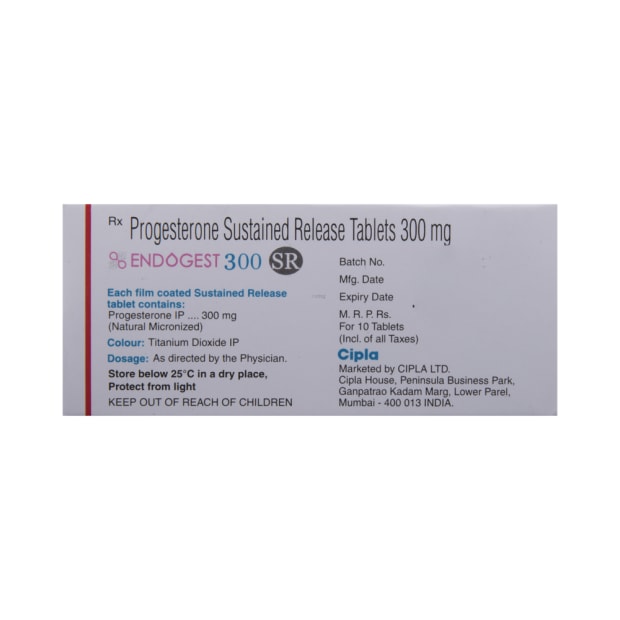 Rx Progesterone Sustained Release Tablets 300 mg
ENDOGEST 300 SR
Each film coated Sustained Release
tablet contains:
Progesterone IP .... 300 mg
(Natural Micronized)
Colour: Titanium Dioxide IP
Dosage: As directed by the Physician.
Store below 25°C in a dry place,
Protect from light
KEEP OUT OF REACH OF CHILDREN
Batch No.
Mfg. Date
Expiry Date
M. R. P. Rs.
For 10 Tablets
(Incl. of all Taxes)
Cipla
Marketed by CIPLA LTD.
Cipla House, Peninsula Business Park,
Ganpatrao Kadam Marg, Lower Parel,
Mumbai - 400 013 INDIA.